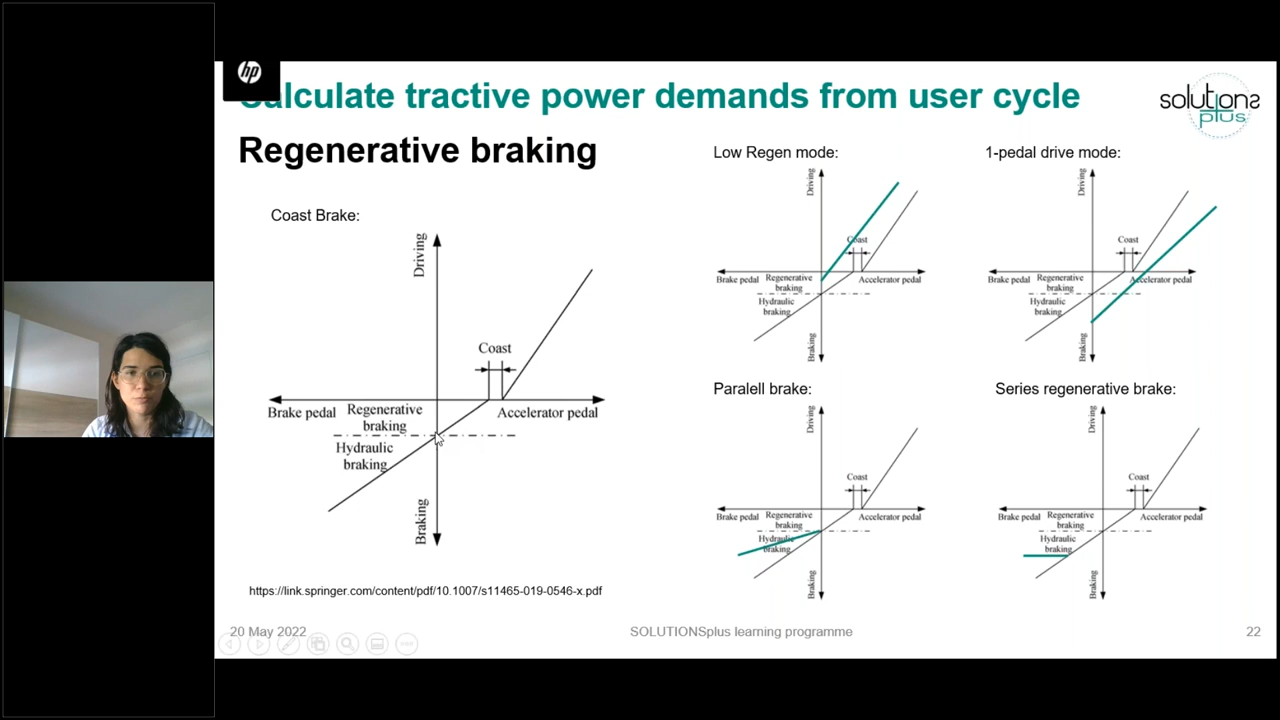 hp
Calculate tractive power demands from user cycle
solutions
plus
Regenerative braking
Coast Brake:
Driving
Coast
Brake pedal
Regenerative
braking
Accelerator pedal
Hydraulic
braking
Braking
https://link.springer.com/content/pdf/10.1007/s11465-019-0546-x.pdf
Low Regen mode:
Driving
Coast
Brake pedal
Regenerative
braking
Accelerator pedal
Hydraulic
braking
Braking
1-pedal drive mode:
Driving
Coast
Brake pedal
Regenerative
braking
Accelerator pedal
Hydraulic
braking
Braking
Paralell brake:
Driving
Coast
Brake pedal
Regenerative
braking
Accelerator pedal
Hydraulic
braking
Braking
Series regenerative brake:
Driving
Coast
Brake pedal
Regenerative
braking
Accelerator pedal
Hydraulic
braking
Braking
20 May 2022
SOLUTIONSplus learning programme
22